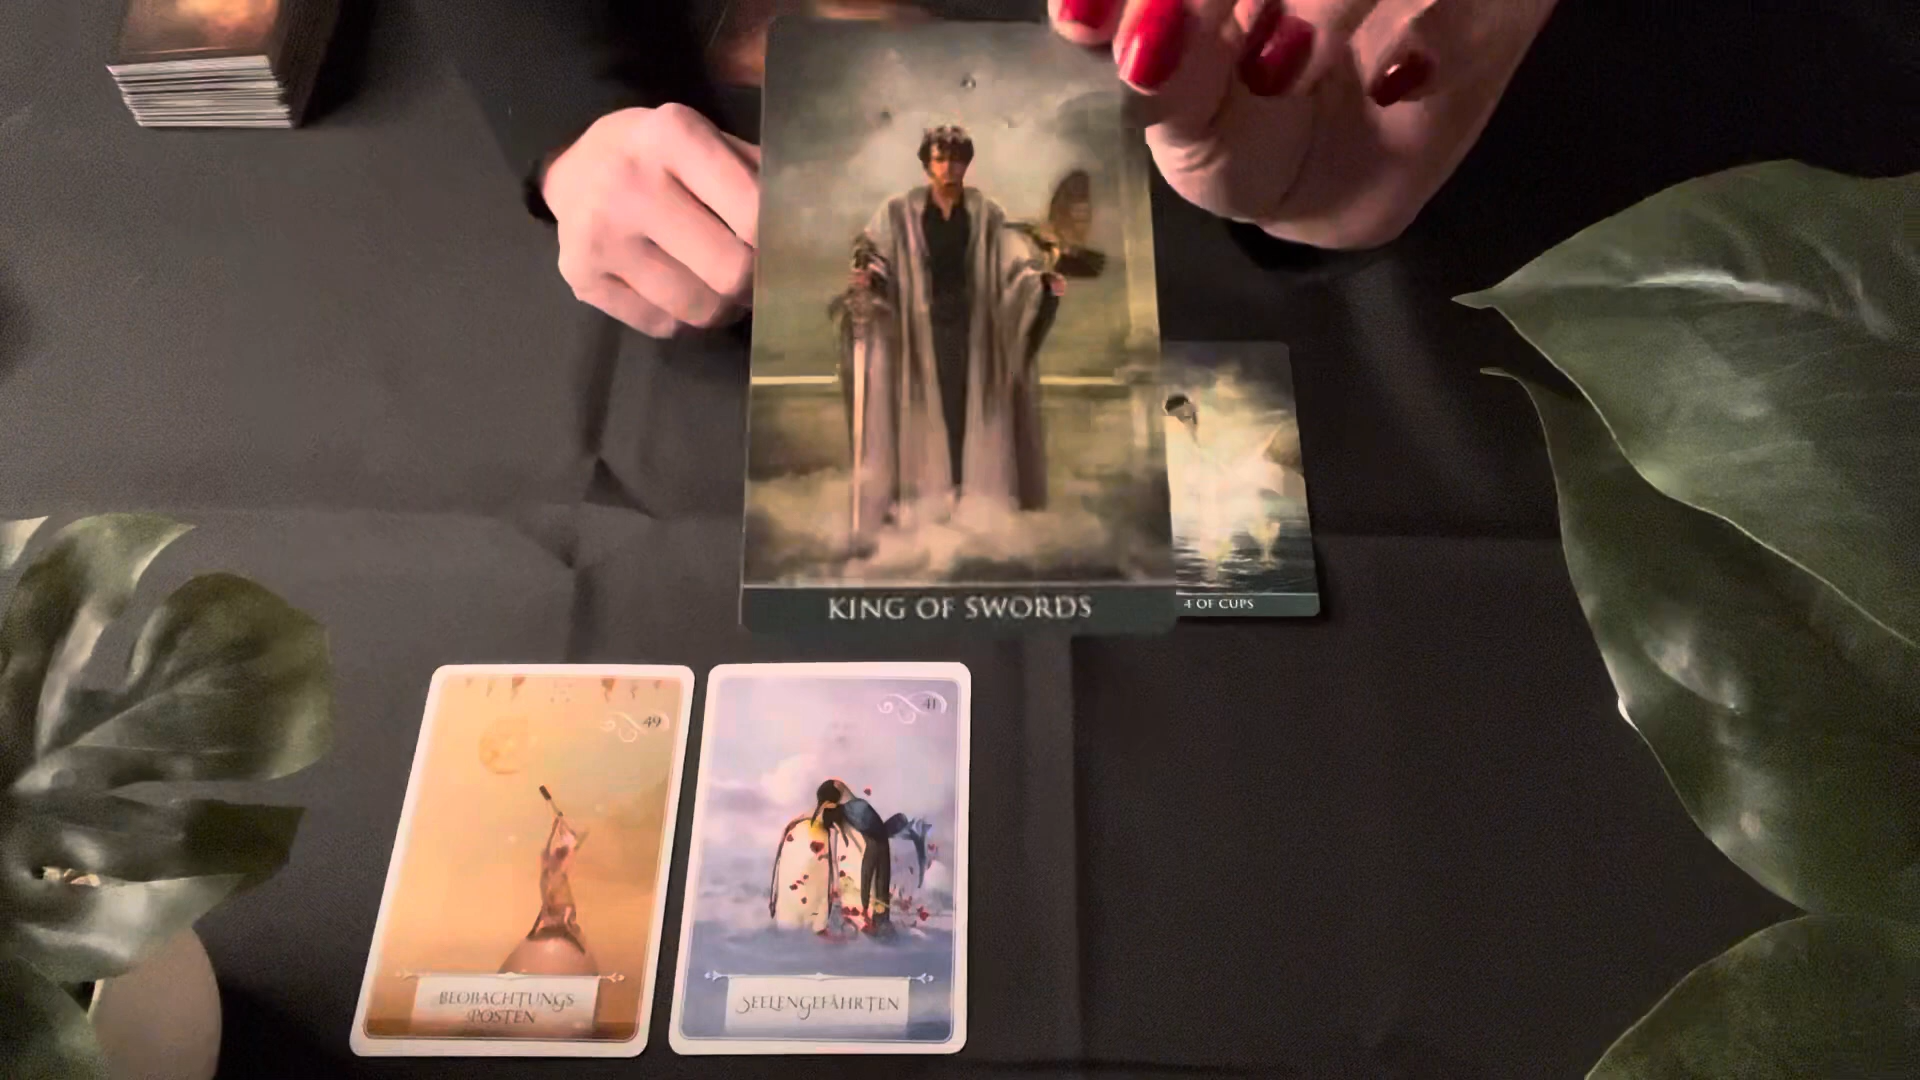 KING OF SWORDS
4 OF CUPS
49
41
BEOBACHTUNGS
POSTEN
SEELENGEFÄHRTEN